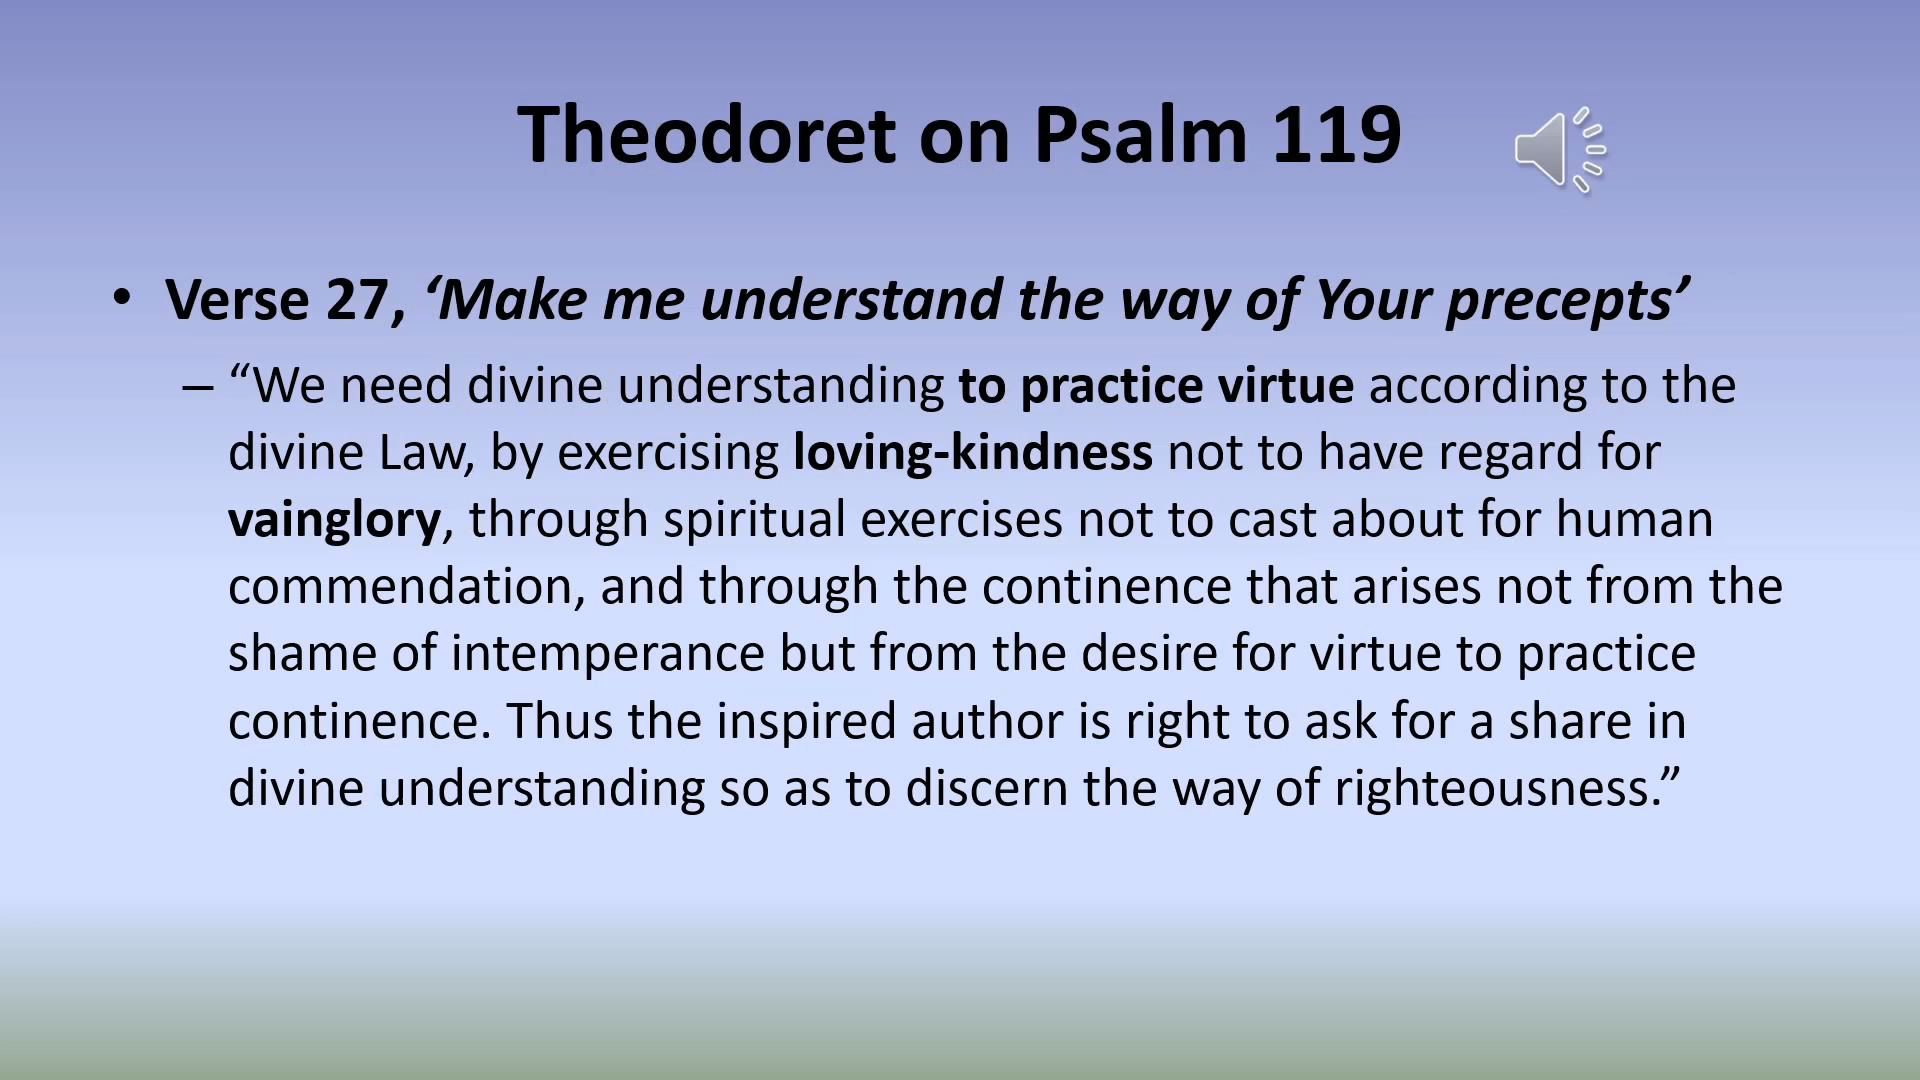 Theodoret on Psalm 119
• Verse 27, ‘Make me understand the way of Your precepts’
– “We need divine understanding to practice virtue according to the
divine Law, by exercising loving-kindness not to have regard for
vainglory, through spiritual exercises not to cast about for human
commendation, and through the continence that arises not from the
shame of intemperance but from the desire for virtue to practice
continence. Thus the inspired author is right to ask for a share in
divine understanding so as to discern the way of righteousness.”